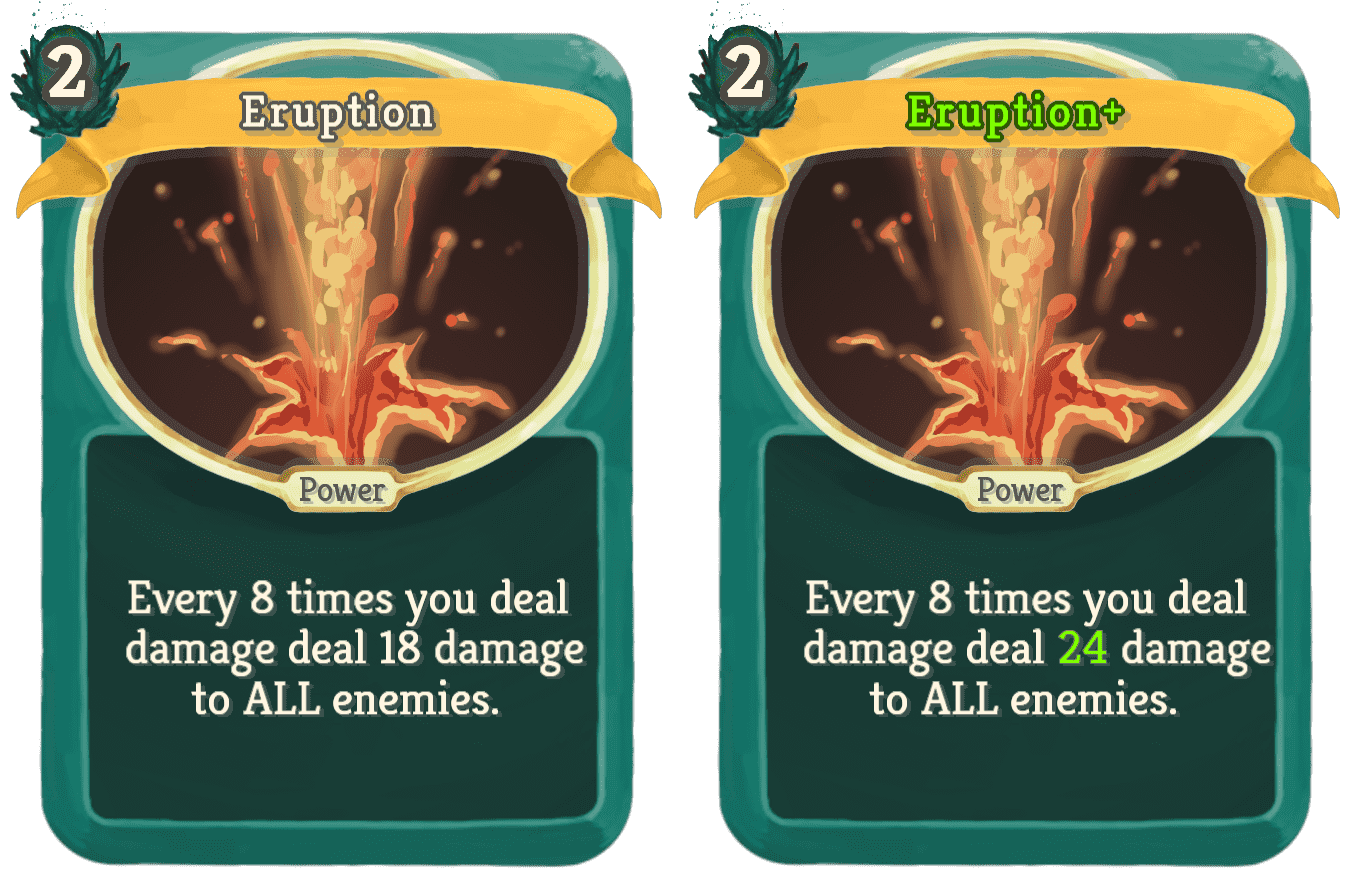 2
Eruption
Power
Every 8 times you deal
damage deal 18 damage
to ALL enemies.
2
Eruption+
Power
Every 8 times you deal
damage deal 24 damage
to ALL enemies.